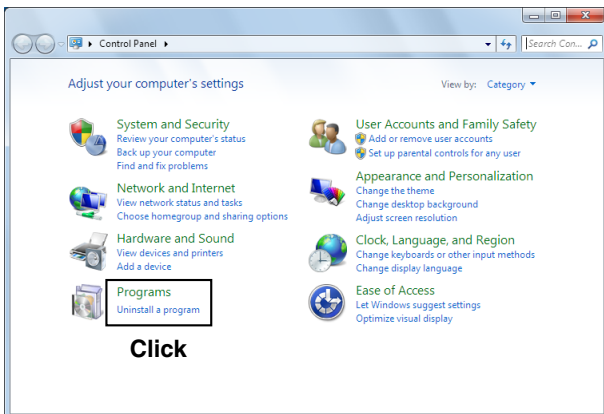 Control Panel
Search Con...
Adjust your computer's settings
View by: Category
System and Security
Review your computer's status
Back up your computer
Find and fix problems
Network and Internet
View network status and tasks
Choose homegroup and sharing options
Hardware and Sound
View devices and printers
Add a device
Programs
Uninstall a program
Click
User Accounts and Family Safety
Add or remove user accounts
Set up parental controls for any user
Appearance and Personalization
Change the theme
Change desktop background
Adjust screen resolution
Clock, Language, and Region
Change keyboards or other input methods
Change display language
Ease of Access
Let Windows suggest settings
Optimize visual display